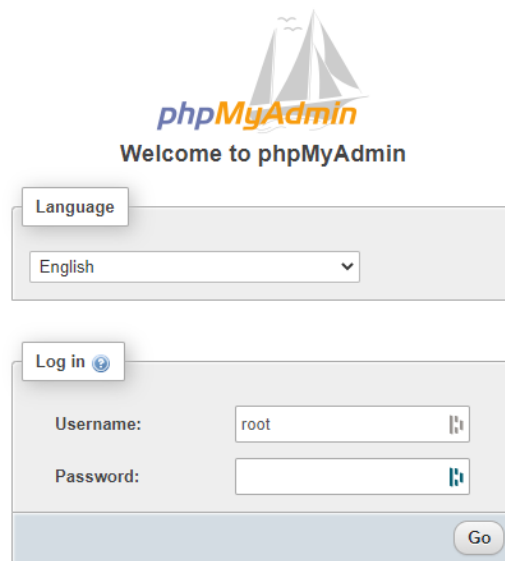 phpMyAdmin
Welcome to phpMyAdmin
Language
English
Log in
Username:
root
Password:
Go